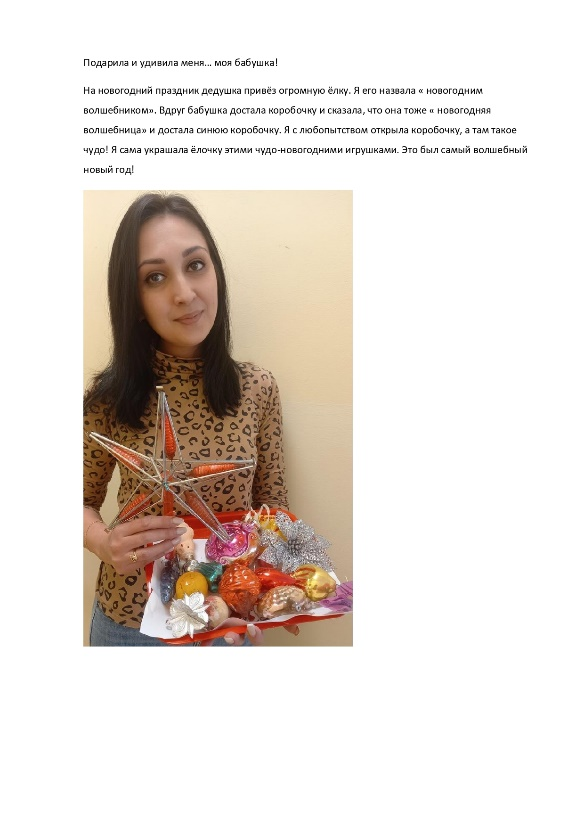 Подарила и удивила меня... моя бабушка!
На новогодний праздник дедушка привёз огромную ёлку. Я его назвала « новогодним
волшебником». Вдруг бабушка достала коробочку и сказала, что она тоже « новогодняя
волшебница» и достала синюю коробочку. Я с любопытством открыла коробочку, а там такое
чудо! Я сама украшала ёлочку этими чудо-новогодними игрушками. Это был самый волшебный
новый год!